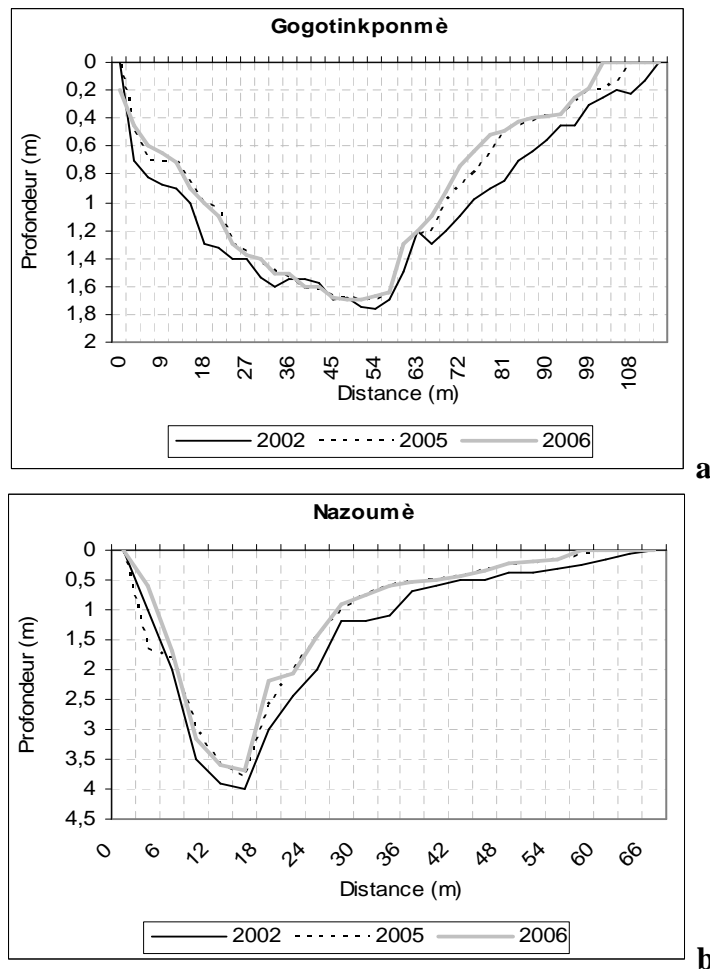 Gogotinkponmè
0
0,2
0,4
0,6
0,8
1
1,2
1,4
1,6
1,8
2
Profondeur (m)
0 9 18 27 36 45 54 63 72 81 90 99 108
Distance (m)
2002 2005 2006
a
Nazoumè
0
0,5
1
1,5
2
2,5
3
3,5
4
4,5
Profondeur (m)
0 6 12 18 24 30 36 42 48 54 60 66
Distance (m)
2002 2005 2006
b